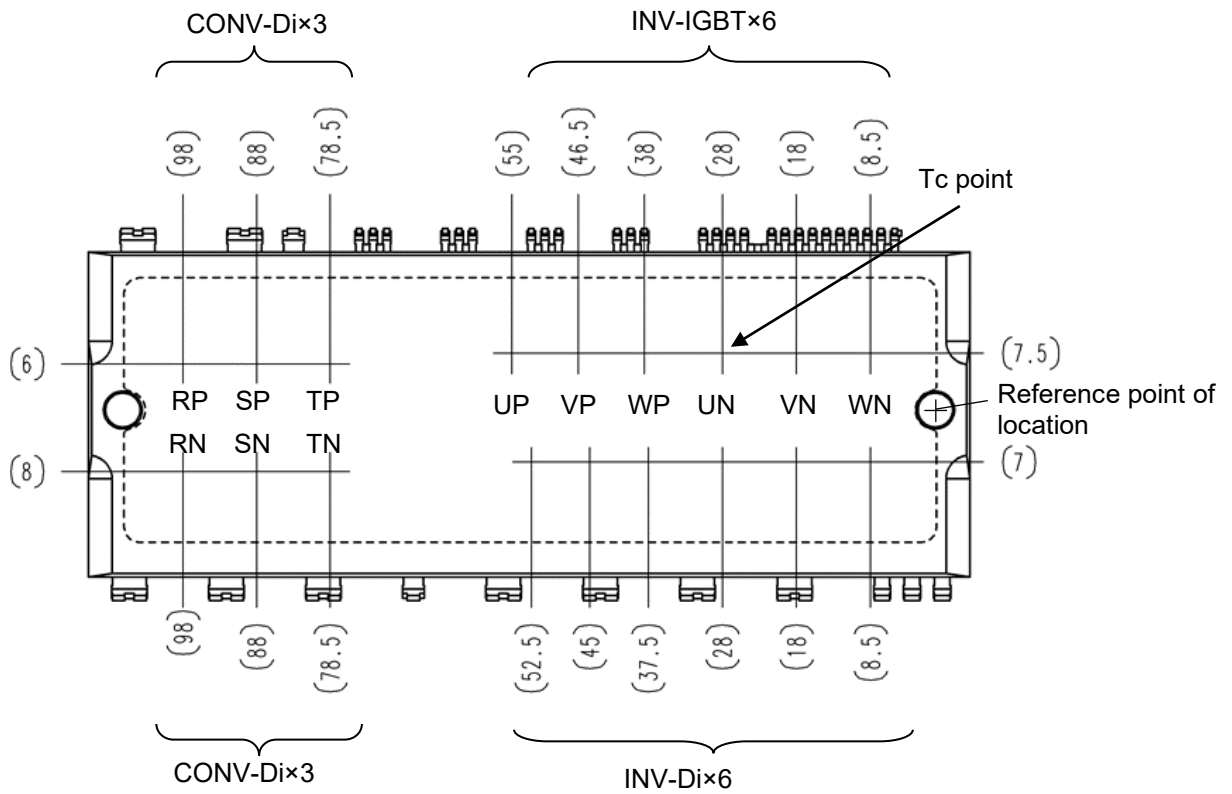 CONV-Di×3 INV-IGBT×6
(98) (88) (78.5) (55) (46.5) (38) (28) (18) (8.5)
Tc point
(6) (7.5)
RP SP TP UP VP WP UN VN WN
Reference point of
location
RN SN TN
(8) (7)
(98) (88) (78.5) (52.5) (45) (37.5) (28) (18) (8.5)
CONV-Di×3 INV-Di×6